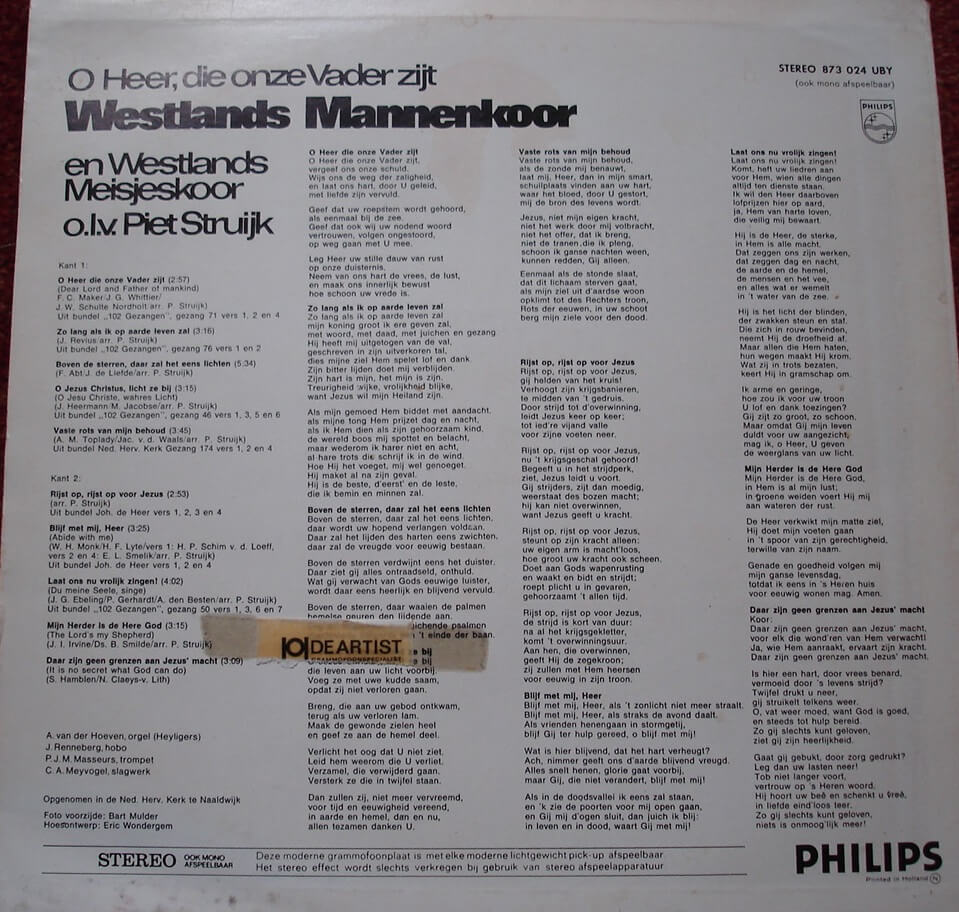 O Heer, die onze Vader zijt
Westlands Mannenkoor
en Westlands
Meisjeskoor
o.l.v. Piet Struijk
STEREO 873 024 UBY
(ook mono afspeelbaar)
PHILIPS
Kant 1:
O Heer die onze Vader zijt (2:57)
(Dear Lord and Father of mankind)
F. C. Maker/J. G. Whittier/
J. W. Schulte Nordholt arr. P. Struijk)
Uit bundel „102 Gezangen", gezang 71 vers 1, 2 en 4
Zo lang als ik op aarde leven zal (3:16)
(J. Revius/arr. P. Struijk)
Uit bundel „102 Gezangen", gezang 76 vers 1 en 2
Boven de sterren, daar zal het eens lichten (5:34)
(F. Abt/J. de Liefde/arr. P. Struijk)
O Jezus Christus, licht ze bij (3:15)
(O Jesu Christe, wahres Licht)
(J. Heermann/M. Jacobse/arr. P. Struijk)
Uit bundel „102 Gezangen", gezang 46 vers 1, 3, 5 en 6
Vaste rots van mijn behoud (3:45)
(A. M. Toplady/Jac. v. d. Waals/arr. P. Struijk)
Uit bundel Ned. Herv. Kerk Gezang 174 vers 1, 2 en 4
Kant 2:
Rijst op, rijst op voor Jezus (2:53)
(arr. P. Struijk)
Uit bundel Joh. de Heer vers 1, 2, 3 en 4
Blijf met mij, Heer (3:25)
(Abide with me)
(W. H. Monk/H. F. Lyte/vers 1: H. P. Schim v. d. Loeff,
vers 2 en 4: E. L. Smelik/arr. P. Struijk)
Uit bundel Joh. de Heer vers 1, 2 en 4
Laat ons nu vrolijk zingen! (4:02)
(Du meine Seele, singe)
(J. G. Ebeling/P. Gerhardt/A. den Besten/arr. P. Struijk)
Uit bundel „102 Gezangen", gezang 50 vers 1, 3, 6 en 7
Mijn Herder is de Here God (3:15)
(The Lord's my Shepherd)
(J. I. Irvine/Ds. B. Smilde/arr. P. Struijk)
Daar zijn geen grenzen aan Jezus' macht (3:09)
(It is no secret what God can do)
(S. Hamblen/N. Claeys-v. Lith)
A. van der Hoeven, orgel (Heyligers)
J. Renneberg, hobo
P. J. M. Masseurs, trompet
C. A. Meyvogel, slagwerk
Opgenomen in de Ned. Herv. Kerk te Naaldwijk
Foto voorzijde: Bart Mulder
Hoesontwerp: Eric Wondergem
O Heer die onze Vader zijt
O Heer die onze Vader zijt,
vergeef ons onze schuld.
Wijs ons de weg der zaligheid,
en laat ons hart, door U geleid,
met liefde zijn vervuld.
Geef dat uw roepstem wordt gehoord,
als eenmaal bij de zee.
Geef dat ook wij uw nodend woord
vertrouwen, volgen ongestoord,
op weg gaan met U mee.
Leg Heer uw stille dauw van rust
op onze duisternis.
Neem van ons hart de vrees, de lust,
en maak ons innerlijk bewust
hoe schoon uw vrede is.
Zo lang als ik op aarde leven zal
Zo lang als ik op aarde leven zal
mijn koning groot ik ere geven zal,
met woord, met daad, met juichen en gezang.
Hij heeft mij uitgetogen van de val,
geschreven in zijn uitverkoren tal,
dies mijne ziel Hem spelet lof en dank.
Zijn bitter lijden doet mij verblijden.
Zijn hart is mijn, het mijn is zijn.
Treurigheid wijke, vrolijkheid blijke,
want Jezus wil mijn Heiland zijn.
Als mijn gemoed Hem biddet met aandacht,
als mijne tong Hem prijzet dag en nacht,
als ik Hem dien als zijn gehoorzaam kind,
de wereld boos mij spottet en belacht,
maar wederom ik harer niet en acht,
al hare trots die schrijf ik in de wind.
Hoe Hij het voeget, mij wel genoeget.
Hij maket al na zijn geval.
Hij is de beste, d'eerst' en de leste,
die ik bemin en minnen zal.
Boven de sterren, daar zal het eens lichten
Boven de sterren, daar zal het eens lichten,
daar wordt uw hopend verlangen voldaan.
Daar zal het lijden des harten eens zwichten,
daar zal de vreugde voor eeuwig bestaan.
Boven de sterren verdwijnt eens het duister.
Daar ziet gij alles ontraadseld, onthuld.
Wat gij verwacht van Gods eeuwige luister,
wordt daar eens heerlijk en blijvend vervuld.
Boven de sterren, daar waaien de palmen
hemelse geuren den lijdende aan.
ichende psalmen
't einde der baan.
e bij
e bij
die leven aan uw licht voorbij.
Voeg ze met uwe kudde saam,
opdat zij niet verloren gaan.
Breng, die aan uw gebod ontkwam,
terug als uw verloren lam.
Maak de gewonde zielen heel
en geef ze aan de hemel deel.
Verlicht het oog dat U niet ziet.
Leid hem weerom die U verliet.
Verzamel, die verwijderd gaan.
Versterk ze die in twijfel staan.
Dan zullen zij, niet meer vervreemd,
voor tijd en eeuwigheid vereend,
in aarde en hemel, dan en nu,
allen tezamen danken U.
DE ARTIST
GRAMMOFOONSPECIALIST
Vaste rots van mijn behoud
Vaste rots van mijn behoud,
als de zonde mij benauwt,
laat mij, Heer, dan in mijn smart,
schuilplaats vinden aan uw hart,
waar het bloed, door U gestort,
mij de bron des levens wordt.
Jezus, niet mijn eigen kracht,
niet het werk door mij volbracht,
niet het offer, dat ik breng,
niet de tranen, die ik pleng,
schoon ik ganse nachten ween,
kunnen redden, Gij alleen.
Eenmaal als de stonde slaat,
dat dit lichaam sterven gaat,
als mijn ziel uit d'aardse woon
opklimt tot des Rechters troon,
Rots der eeuwen, in uw schoot
berg mijn ziele voor den dood.
Rijst op, rijst op voor Jezus
Rijst op, rijst op voor Jezus,
gij helden van het kruis!
Verhoogt zijn krijgsbanieren,
te midden van 't gedruis.
Door strijd tot d'overwinning,
leidt Jezus keer op keer;
tot ied're vijand valle
voor zijne voeten neer.
Rijst op, rijst op voor Jezus,
nu 't krijgsgeschal gehoord!
Begeeft u in het strijdperk,
ziet, Jezus leidt u voort.
Gij strijders, zijt dan moedig,
weerstaat des bozen macht;
hij kan niet overwinnen,
want Jezus geeft u kracht.
Rijst op, rijst op voor Jezus,
steunt op zijn kracht alleen:
uw eigen arm is macht'loos,
hoe groot uw kracht ook scheen.
Doet aan Gods wapenrusting
en waakt en bidt en strijdt;
roept plicht u in gevaren,
gehoorzaamt 't allen tijd.
Rijst op, rijst op voor Jezus,
de strijd is kort van duur:
na al het krijgsgekletter,
komt 't overwinningsuur.
Aan hen, die overwinnen,
geeft Hij de zegekroon;
zij zullen met Hem heersen
voor eeuwig in zijn troon.
Blijf met mij, Heer
Blijf met mij, Heer, als 't zonlicht niet meer straalt.
Blijf met mij, Heer, als straks de avond daalt.
Als vrienden henengaan in stormgetij,
blijf! Gij ter hulp gereed, o blijf met mij!
Wat is hier blijvend, dat het hart verheugt?
Ach, nimmer geeft ons d'aarde blijvend vreugd.
Alles snelt henen, glorie gaat voorbij,
maar Gij, die niet verandert, blijf met mij!
Als in de doodsvallei ik eens zal staan,
en 'k zie de poorten voor mij open gaan,
en Gij mij d'ogen sluit, dan juich ik blij:
in leven en in dood, waart Gij met mij!
Laat ons nu vrolijk zingen!
Laat ons nu vrolijk zingen!
Komt, heft uw liederen aan
voor Hem, wien alle dingen
altijd ten dienste staan.
Ik wil den Heer daarboven
lofprijzen hier op aard,
ja, Hem van harte loven,
die veilig mij bewaart.
Hij is de Heer, de sterke,
in Hem is alle macht.
Dat zeggen ons zijn werken,
dat zeggen dag en nacht,
de aarde en de hemel,
de mensen en het vee,
en alles wat er wemelt
in 't water van de zee.
Hij is het licht der blinden,
der zwakken steun en staf.
Die zich in rouw bevinden,
neemt Hij de droefheid af.
Maar allen die Hem haten,
hun wegen maakt Hij krom.
Wat zij in trots bezaten,
keert Hij in gramschap om.
Ik arme en geringe,
hoe zou ik voor uw troon
U lof en dank toezingen?
Gij zijt zo groot, zo schoon.
Maar omdat Gij mijn leven
duldt voor uw aangezicht,
mag ik, o Heer, U geven
de weerglans van uw licht.
Mijn Herder is de Here God
Mijn Herder is de Here God,
in Hem is al mijn lust;
in groene weiden voert Hij mij
aan wateren der rust.
De Heer verkwikt mijn matte ziel,
Hij doet mijn voeten gaan
in 't spoor van zijn gerechtigheid,
terwille van zijn naam.
Genade en goedheid volgen mij
mijn ganse levensdag,
totdat ik eens in 's Heren huis
voor eeuwig wonen mag. Amen.
Daar zijn geen grenzen aan Jezus' macht
Koor:
Daar zijn geen grenzen aan Jezus' macht,
voor elk die wond'ren van Hem verwacht!
Ja, wie Hem aanraakt, ervaart zijn kracht.
Daar zijn geen grenzen aan Jezus' macht.
Is hier een hart, door vrees benard,
vermoeid door 's levens strijd?
Twijfel drukt u neer,
gij struikelt telkens weer.
O, vat weer moed, want God is goed,
en steeds tot hulp bereid.
Zo gij slechts kunt geloven,
ziet gij zijn heerlijkheid.
Gaat gij gebukt, door zorg gedrukt?
Leg dan uw lasten neer!
Tob niet langer voort,
vertrouw op 's Heren woord.
Hij hoort uw beê en schenkt u vreê,
in liefde eind'loos teer.
Zo gij slechts kunt geloven,
niets is onmoog'lijk meer!
STEREO OOK MONO AFSPEELBAAR
Deze moderne grammofoonplaat is met elke moderne lichtgewicht pick-up afspeelbaar
Het stereo effect wordt slechts verkregen bij gebruik van stereo afspeelapparatuur
PHILIPS
Printed in Holland